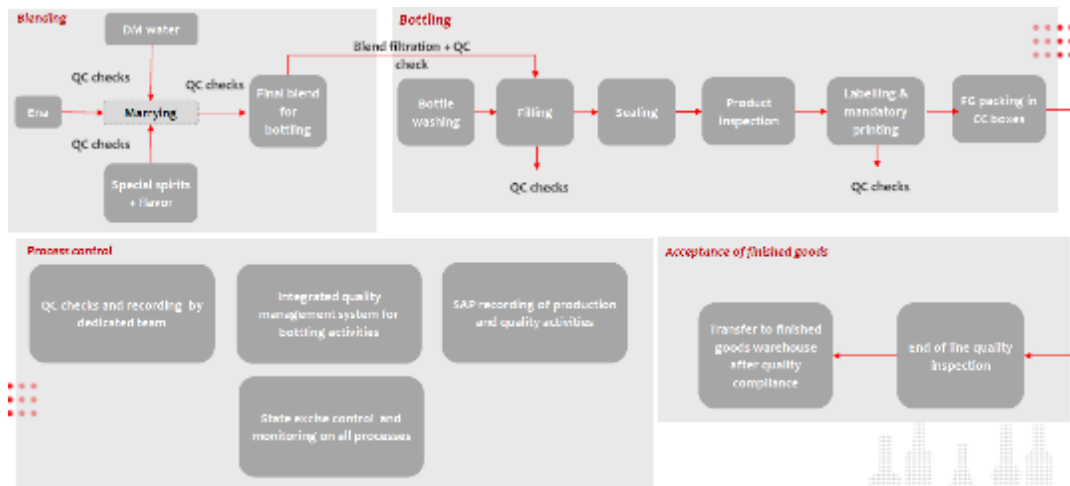 Blending
DM water
QC checks
QC checks
Ena
Marrying
QC checks
Final blend
for
bottling
Special spirits
+ flavor
Bottling
Blend filtration + QC
check
Bottle
washing
Filling
Sealing
Product
inspection
Labelling &
mandatory
printing
FG packing in
CC boxes
QC checks
QC checks
Process control
QC checks and recording by
dedicated team
Integrated quality
management system for
bottling activities
SAP recording of production
and quality activities
State excise control and
monitoring on all processes
Acceptance of finished goods
Transfer to finished
goods warehouse
after quality
compliance
End of line quality
inspection